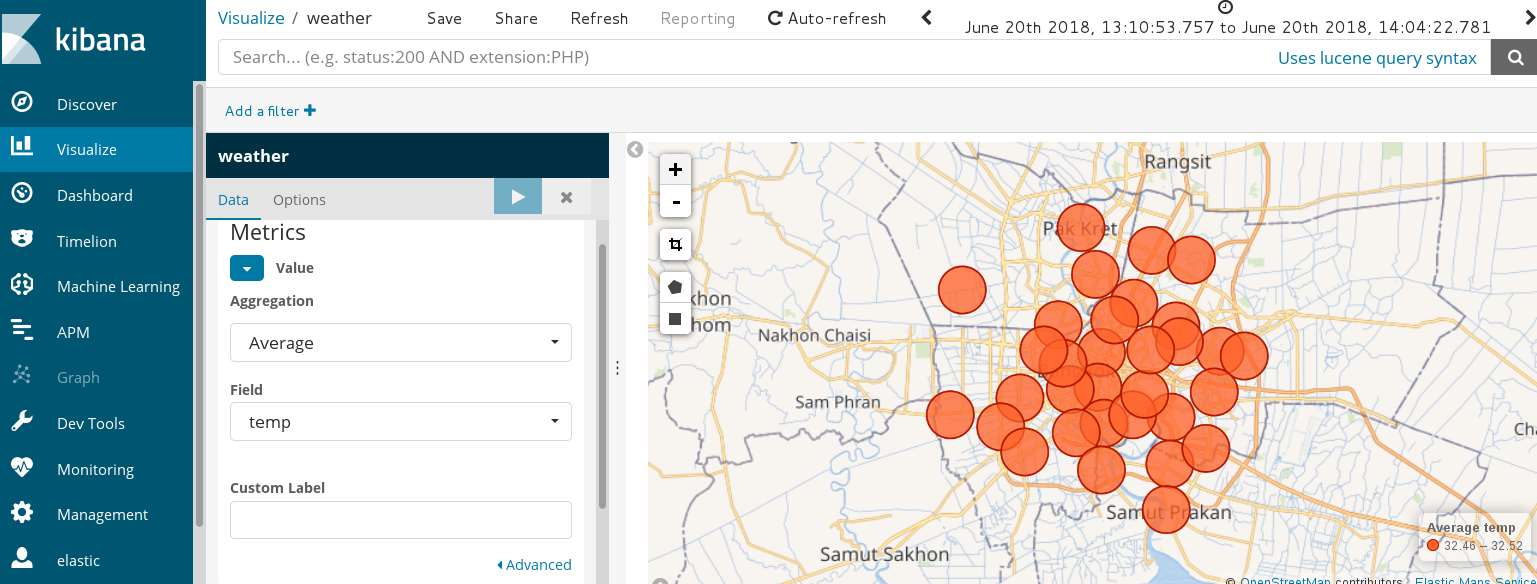 kibana
Discover
Visualize
Dashboard
Timelion
Machine Learning
APM
Graph
Dev Tools
Monitoring
Management
elastic
Visualize / weather
Save Share Refresh Reporting Auto-refresh
June 20th 2018, 13:10:53.757 to June 20th 2018, 14:04:22.781
Search... (e.g. status:200 AND extension:PHP)
Uses lucene query syntax
Add a filter +
weather
Data Options
Metrics
Value
Aggregation
Average
Field
temp
Custom Label
Advanced
+
-
Rangsit
Pak Kret
khon
hom
Nakhon Chaisi
Sam Phran
Cha
Samut Prakan
Samut Sakhon
Average temp
32.46 – 32.52
© OpenStreetMap contributors , Elastic Maps Service